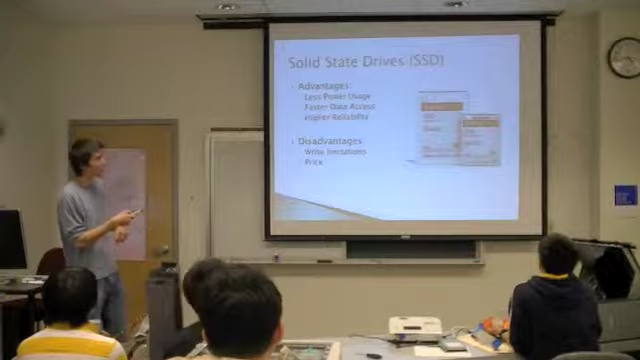 Solid State Drives (SSD)
Advantages:
Less Power Usage
Faster Data Access
Higher Reliability
Disadvantages:
Write limitations
Price